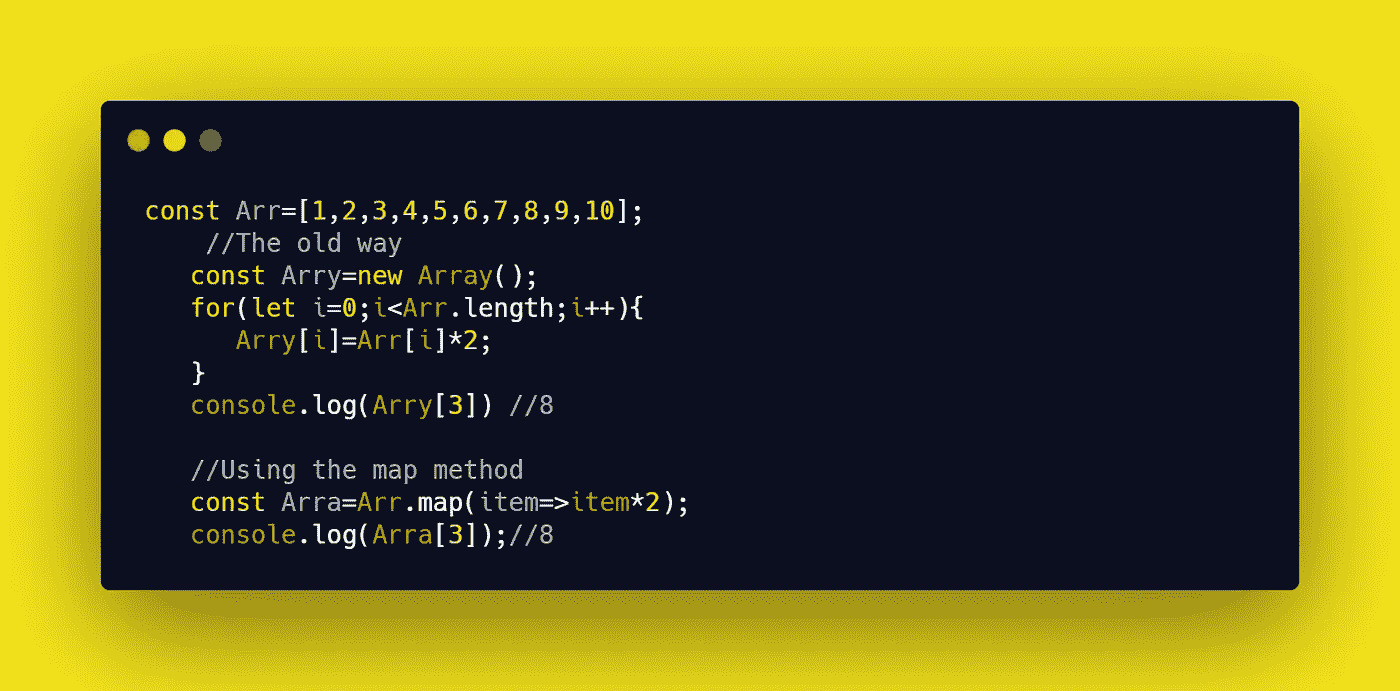 const Arr=[1,2,3,4,5,6,7,8,9,10];
//The old way
const Arry=new Array();
for(let i=0;i<Arr.length;i++){
Arry[i]=Arr[i]*2;
}
console.log(Arry[3]) //8
//Using the map method
const Arra=Arr.map(item=>item*2);
console.log(Arra[3]);//8